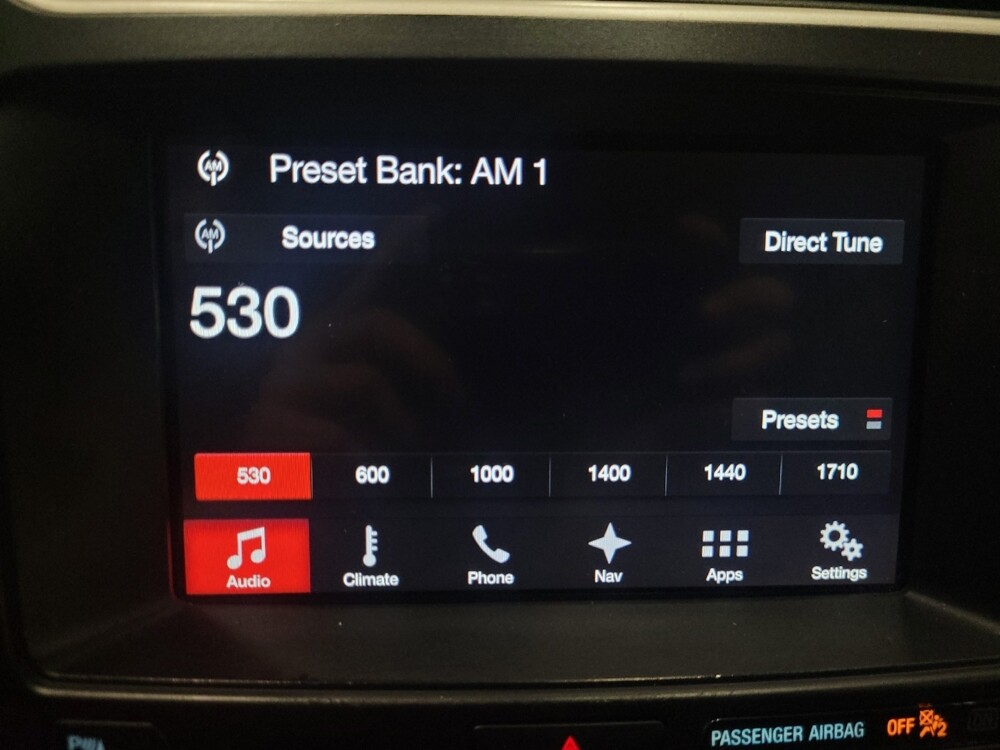 AM Preset Bank: AM 1
AM Sources Direct Tune
530
Presets
530 600 1000 1400 1440 1710
Audio Climate Phone Nav Apps Settings
PASSENGER AIRBAG OFF 2